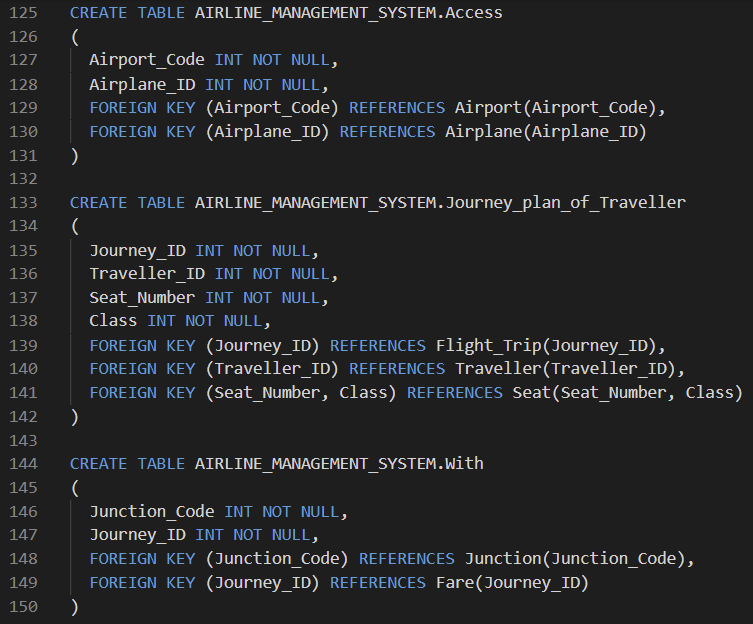 125 CREATE TABLE AIRLINE_MANAGEMENT_SYSTEM.Access
126 (
127 Airport_Code INT NOT NULL,
128 Airplane_ID INT NOT NULL,
129 FOREIGN KEY (Airport_Code) REFERENCES Airport(Airport_Code),
130 FOREIGN KEY (Airplane_ID) REFERENCES Airplane(Airplane_ID)
131 )
132
133 CREATE TABLE AIRLINE_MANAGEMENT_SYSTEM.Journey_plan_of_Traveller
134 (
135 Journey_ID INT NOT NULL,
136 Traveller_ID INT NOT NULL,
137 Seat_Number INT NOT NULL,
138 Class INT NOT NULL,
139 FOREIGN KEY (Journey_ID) REFERENCES Flight_Trip(Journey_ID),
140 FOREIGN KEY (Traveller_ID) REFERENCES Traveller(Traveller_ID),
141 FOREIGN KEY (Seat_Number, Class) REFERENCES Seat(Seat_Number, Class)
142 )
143
144 CREATE TABLE AIRLINE_MANAGEMENT_SYSTEM.With
145 (
146 Junction_Code INT NOT NULL,
147 Journey_ID INT NOT NULL,
148 FOREIGN KEY (Junction_Code) REFERENCES Junction(Junction_Code),
149 FOREIGN KEY (Journey_ID) REFERENCES Fare(Journey_ID)
150 )